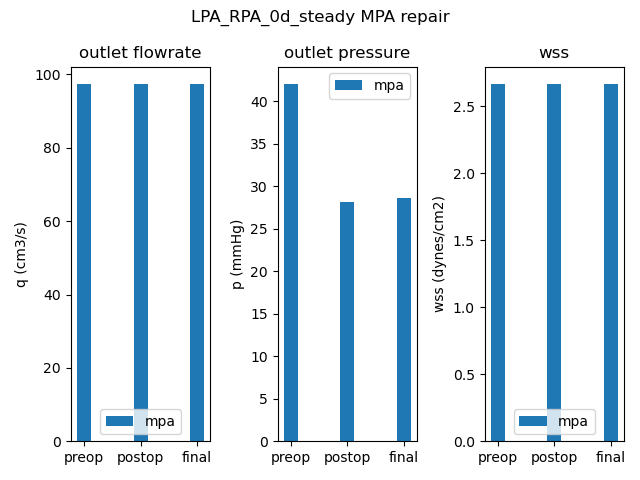 LPA_RPA_0d_steady MPA repair
outlet flowrate
q (cm3/s)
100
80
60
40
20
0
preop postop final
mpa
outlet pressure
p (mmHg)
40
35
30
25
20
15
10
5
0
preop postop final
mpa
wss
wss (dynes/cm2)
2.5
2.0
1.5
1.0
0.5
0.0
preop postop final
mpa